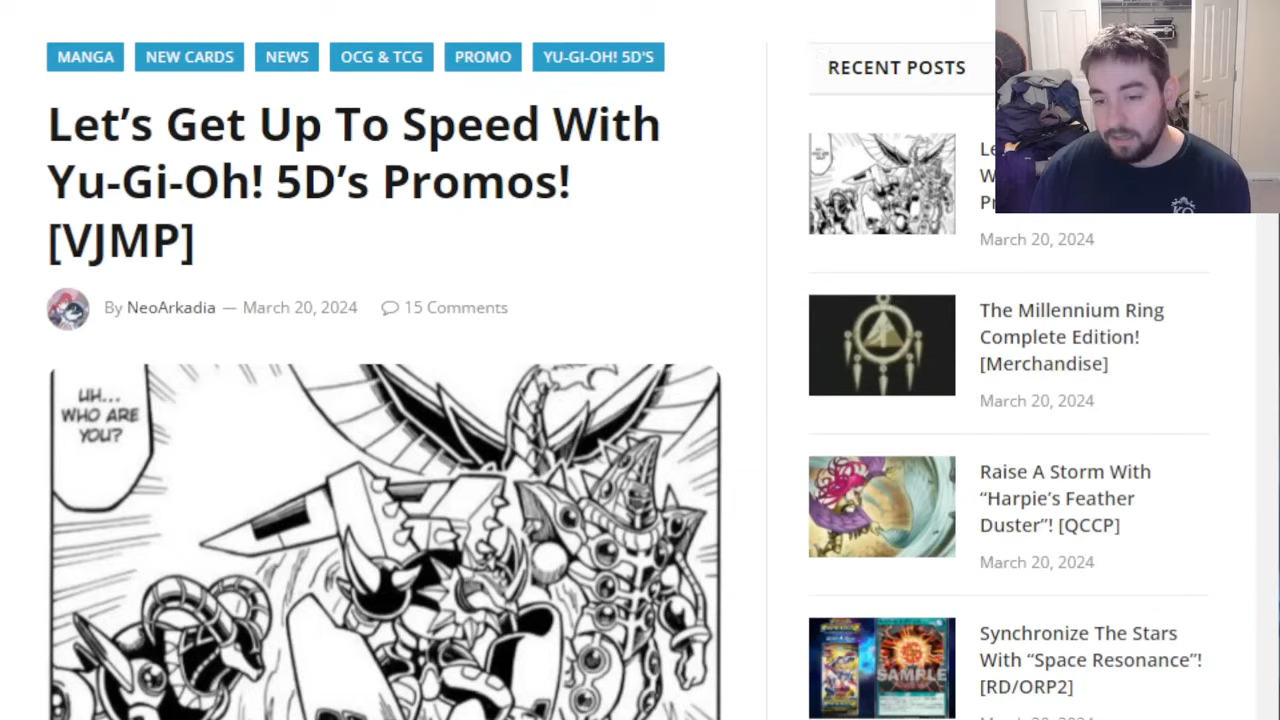 MANGA
NEW CARDS
NEWS
OCG & TCG
PROMO
YU-GI-OH! 5D'S
Let's Get Up To Speed With
Yu-Gi-Oh! 5D's Promos!
[VJMP]
By NeoArkadia — March 20, 2024 15 Comments
UH...
WHO ARE
YOU?
RECENT POSTS
March 20, 2024
The Millennium Ring
Complete Edition!
[Merchandise]
March 20, 2024
Raise A Storm With
“Harpie’s Feather
Duster”! [QCCP]
March 20, 2024
Synchronize The Stars
With “Space Resonance”!
[RD/ORP2]
SAMPLE